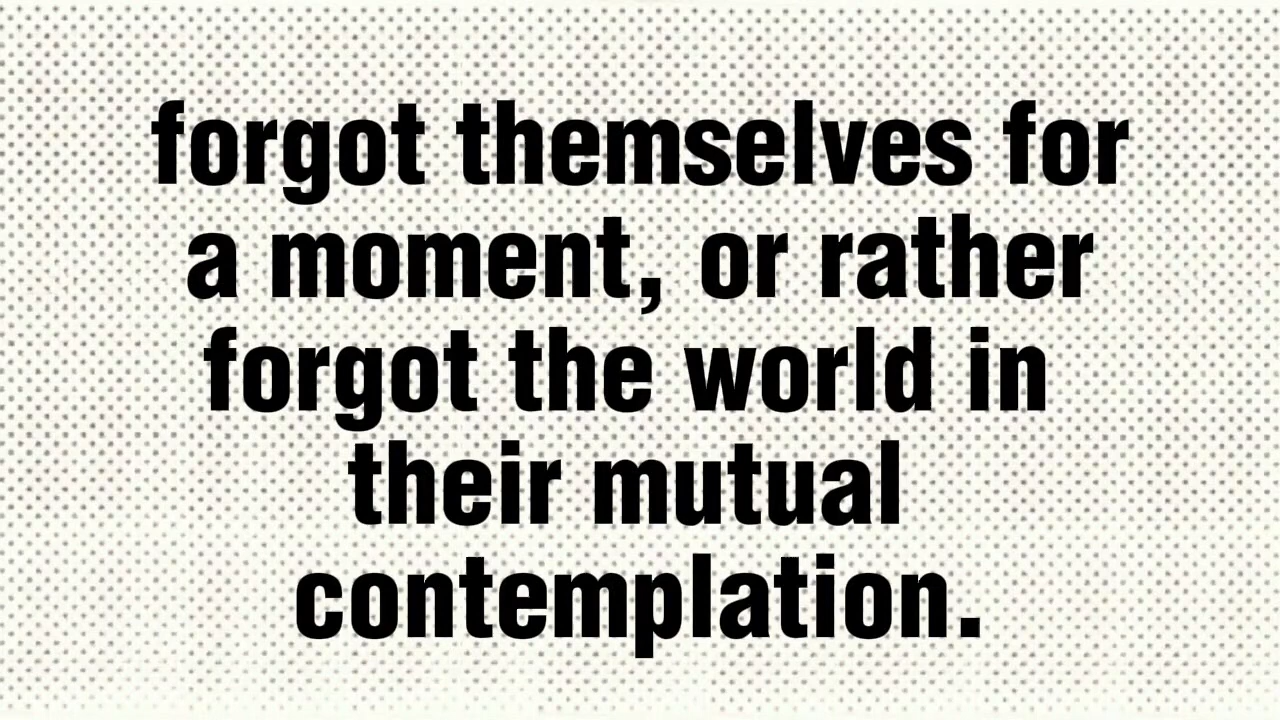 forgot themselves for
a moment, or rather
forgot the world in
their mutual
contemplation.